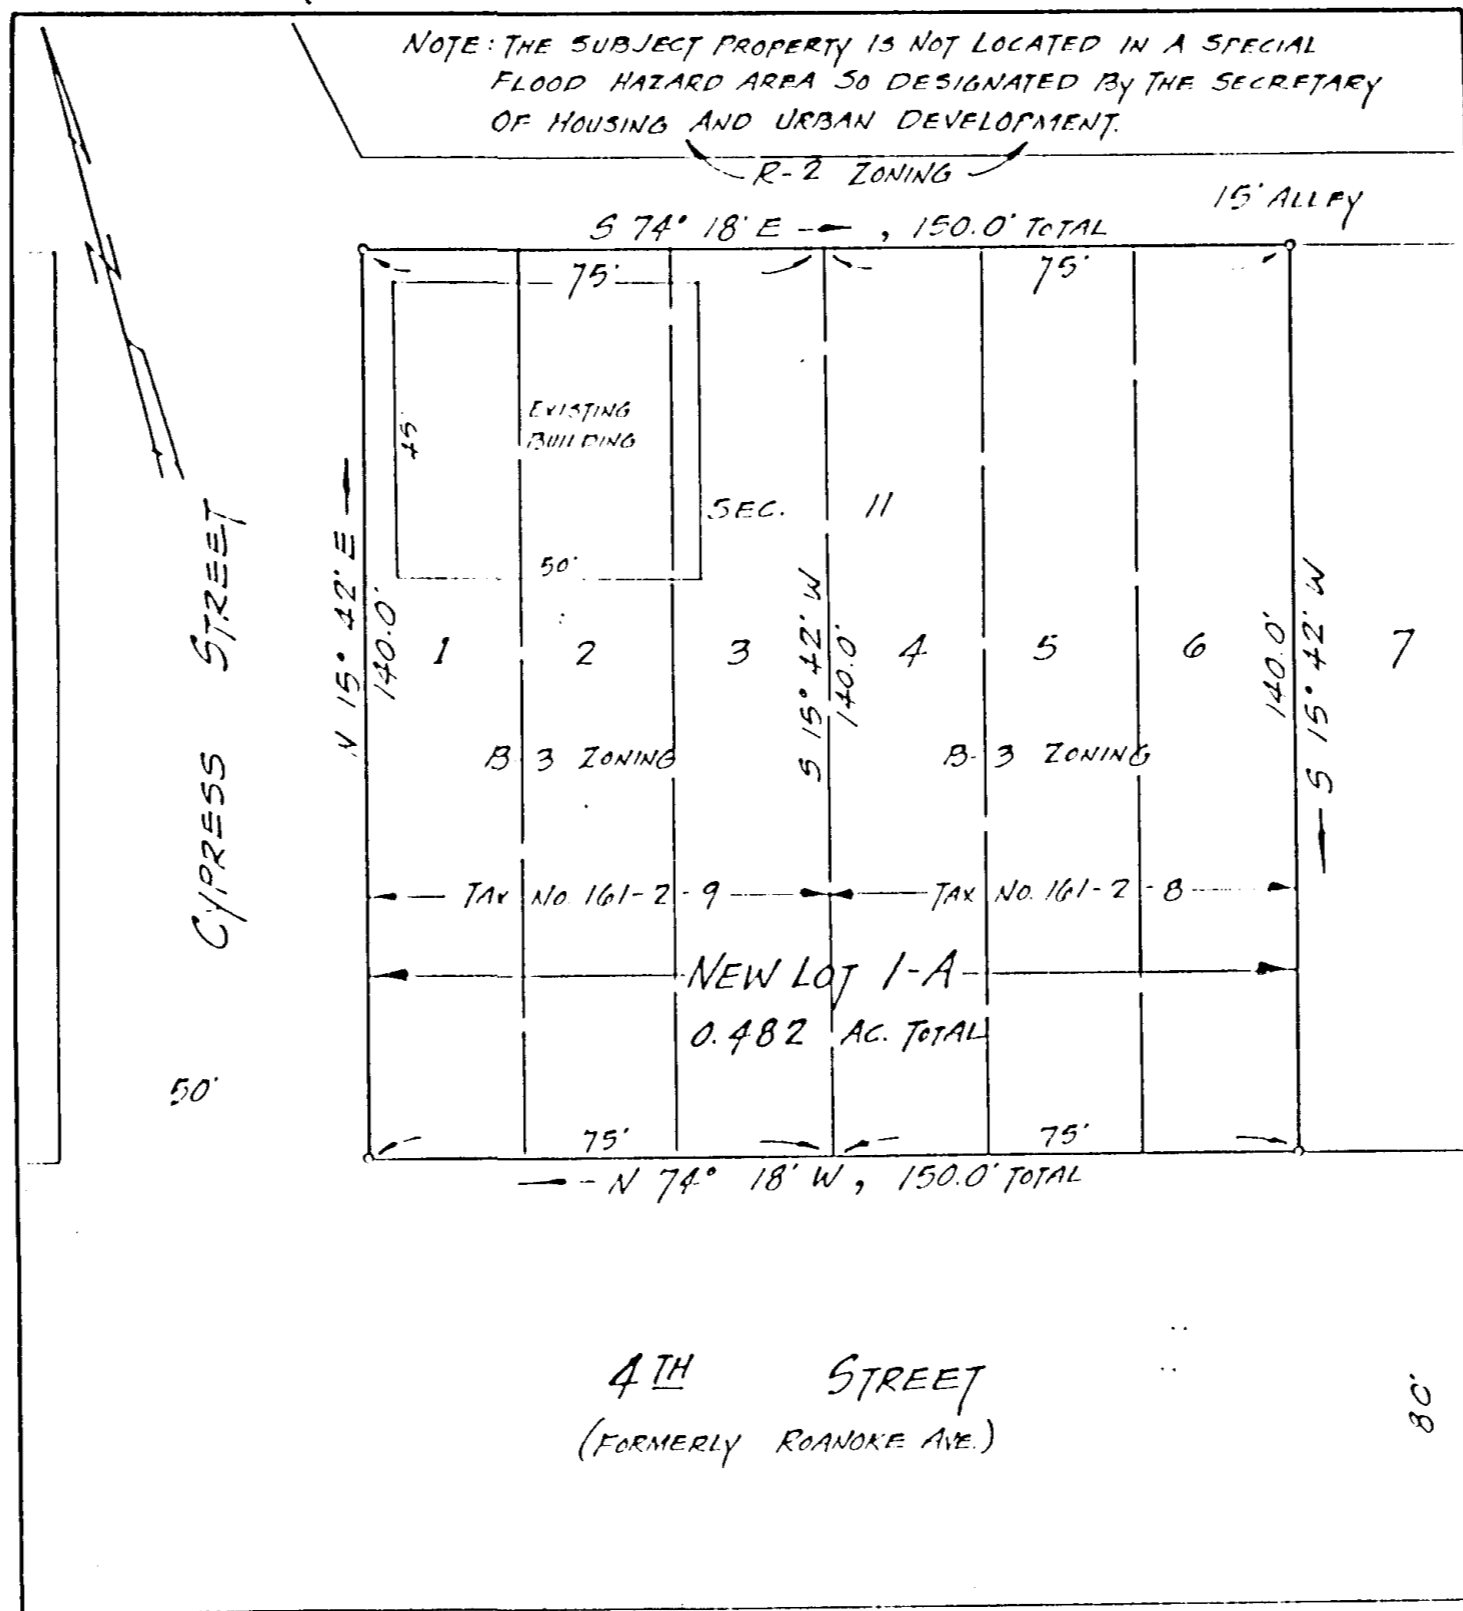 NOTE: THE SUBJECT PROPERTY IS NOT LOCATED IN A SPECIAL
FLOOD HAZARD AREA SO DESIGNATED BY THE SECRETARY
OF HOUSING AND URBAN DEVELOPMENT.
R-2 ZONING
15' ALLEY
S 74° 18' E , 150.0' TOTAL
75'
75'
EXISTING
BUILDING
45'
50'
SEC. 11
CYPRESS STREET
50'
N 15° 42' E
140.0'
S 15° 42' W
140.0'
140.0'
S 15° 42' W
1 2 3 4 5 6 7
B-3 ZONING
B-3 ZONING
TAX NO. 161-2-9
TAX NO. 161-2-8
NEW LOT 1-A
0.482 AC. TOTAL
75'
75'
N 74° 18' W, 150.0' TOTAL
4TH STREET
(FORMERLY ROANOKE AVE.)
80'